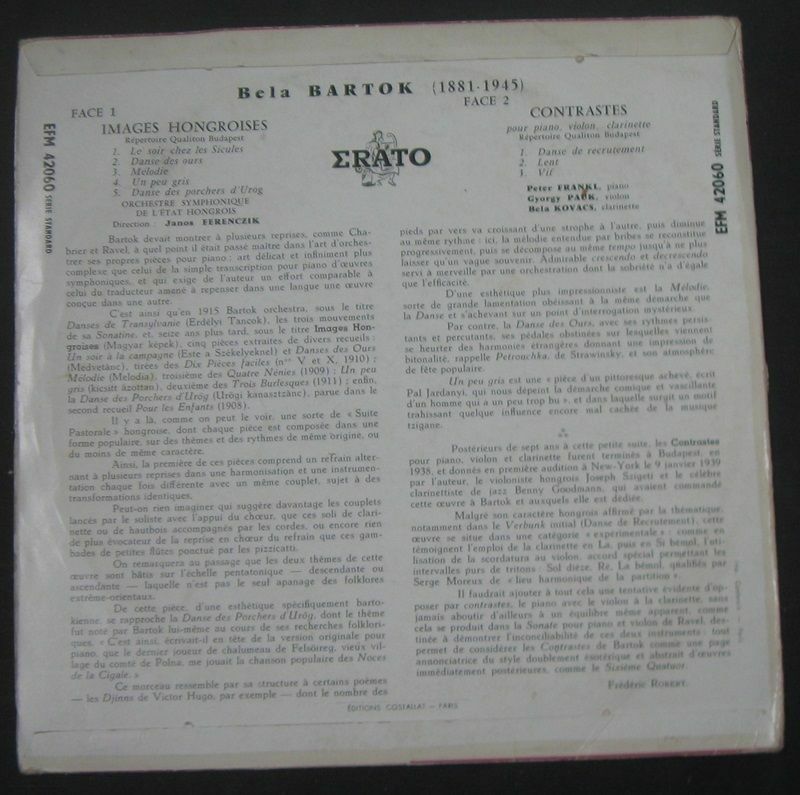 Bela BARTOK (1881-1945)
FACE 1
IMAGES HONGROISES
Répertoire Qualiton Budapest
1. Le soir chez les Sicules
2. Danse des ours
3. Mélodie
4. Un peu gris
5. Danse des porchers d'Urog
ORCHESTRE SYMPHONIQUE
DE L'ÉTAT HONGROIS
Direction : Janos FERENCZIK
ΣRATO
FACE 2
CONTRASTES
pour piano, violon, clarinette
Répertoire Qualiton Budapest
1. Danse de recrutement
2. Lent
3. Vif
Peter FRANKL, piano
Gyorgy PAUK, violon
Bela KOVACS, clarinette
EFM 42060 SÉRIE STANDARD
EFM 42060 SÉRIE STANDARD
Bartok devait montrer à plusieurs reprises, comme Cha-
brier et Ravel, à quel point il était passé maître dans l'art d'orches-
trer ses propres pièces pour piano : art délicat et infiniment plus
complexe que celui de la simple transcription pour piano d'œuvres
symphoniques, et qui exige de l'auteur un effort comparable à
celui du traducteur amené à repenser dans une langue une œuvre
conçue dans une autre.
C'est ainsi qu'en 1915 Bartok orchestra, sous le titre
Danses de Transylvanie (Erdélyi Tancok), les trois mouvements
de sa Sonatine, et, seize ans plus tard, sous le titre Images Hon-
groises (Magyar képek), cinq pièces extraites de divers recueils :
Un soir à la campagne (Este a Székelyeknel) et Danses des Ours
(Medvetánc), tirées des Dix Pièces faciles (nos V et X, 1910) ;
Mélodie (Melodia), troisième des Quatre Nénies (1909) ; Un peu
gris (kicsitt ázottan), deuxième des Trois Burlesques (1911) ; enfin,
la Danse des Porchers d'Urög (Urögi kanasztzánc), parue dans le
second recueil Pour les Enfants (1908).
Il y a là, comme on peut le voir, une sorte de « Suite
Pastorale » hongroise, dont chaque pièce est composée dans une
forme populaire, sur des thèmes et des rythmes de même origine, ou
du moins de même caractère.
Ainsi, la première de ces pièces comprend un refrain alter-
nant à plusieurs reprises dans une harmonisation et une instrumen-
tation chaque fois différente avec un même couplet, sujet à des
transformations identiques.
Peut-on rien imaginer qui suggère davantage les couplets
lancés par le soliste avec l'appui du chœur, que ces soli de clari-
nette ou de hautbois accompagnés par les cordes, ou encore rien
de plus évocateur de la reprise en chœur du refrain que ces gam-
bades de petites flûtes ponctué par les pizzicatti.
On remarquera au passage que les deux thèmes de cette
œuvre sont bâtis sur l'échelle pentatonique — descendante ou
ascendante — laquelle n'est pas le seul apanage des folklores
extrême-orientaux.
De cette pièce, d'une esthétique spécifiquement barto-
kienne, se rapproche la Danse des Porchers d'Urög, dont le thème
fut noté par Bartok lui-même au cours de ses recherches folklori-
ques. « C'est ainsi, écrivait-il en tête de la version originale pour
piano, que le dernier joueur de chalumeau de Felsöireg, vieux vil-
lage du comté de Polna, me jouait la chanson populaire des Noces
de la Cigale. »
Ce morceau ressemble par sa structure à certains poèmes
— les Djinns de Victor Hugo, par exemple — dont le nombre des
pieds par vers va croissant d'une strophe à l'autre, puis diminue
au même rythme : ici, la mélodie entendue par bribes se reconstitue
progressivement, puis se décompose au même tempo jusqu'à ne plus
laisser qu'un vague souvenir. Admirable crescendo et decrescendo
servi à merveille par une orchestration dont la sobriété n'a d'égale
que l'efficacité.
D'une esthétique plus impressionniste est la Mélodie,
sorte de grande lamentation obéissant à la même démarche que
la Danse et s'achevant sur un point d'interrogation mystérieux.
Par contre, la Danse des Ours, avec ses rythmes persis-
tants et percutants, ses pédales obstinées sur lesquelles viennent
se heurter des harmonies étrangères donnant une impression de
bitonalité, rappelle Petrouchka, de Strawinsky, et son atmosphère
de fête populaire.
Un peu gris est une « pièce d'un pittoresque achevé, écrit
Pal Jardanyi, qui nous dépeint la démarche comique et vacillante
d'un homme qui a un peu trop bu », et dans laquelle surgit un motif
trahissant quelque influence encore mal cachée de la musique
tzigane.
Postérieurs de sept ans à cette petite suite, les Contrastes
pour piano, violon et clarinette furent terminés à Budapest, en
1938, et donnés en première audition à New-York le 9 janvier 1939
par l'auteur, le violoniste hongrois Joseph Szigeti et le célèbre
clarinettiste de jazz Benny Goodmann, qui avaient commandé
cette œuvre à Bartok et auxquels elle est dédiée.
Malgré son caractère hongrois affirmé par la thématique,
notamment dans le Verbunk initial (Danse de Recrutement), cette
œuvre se situe dans une catégorie « expérimentale » : comme en
témoignent l'emploi de la clarinette en La, puis en Si bémol, l'uti-
lisation de la scordatura au violon, accord spécial permettant les
intervalles purs de tritons : Sol dièze, Re, La bémol, qualifiés par
Serge Moreux de « lieu harmonique de la partition ».
Il faudrait ajouter à tout cela une tentative évidente d'op-
poser par contrastes, le piano avec le violon à la clarinette, sans
jamais aboutir d'ailleurs à un équilibre même apparent, comme
cela se produit dans la Sonate pour piano et violon de Ravel, des-
tinée à démontrer l'inconciliabilité de ces deux instruments : tout
permet de considérer les Contrastes de Bartok comme une page
annonciatrice du style doublement ésotérique et abstrait d'œuvres
immédiatement postérieures, comme le Sixième Quatuor.
Frédéric ROBERT.
ÉDITIONS COSTALLAT — PARIS